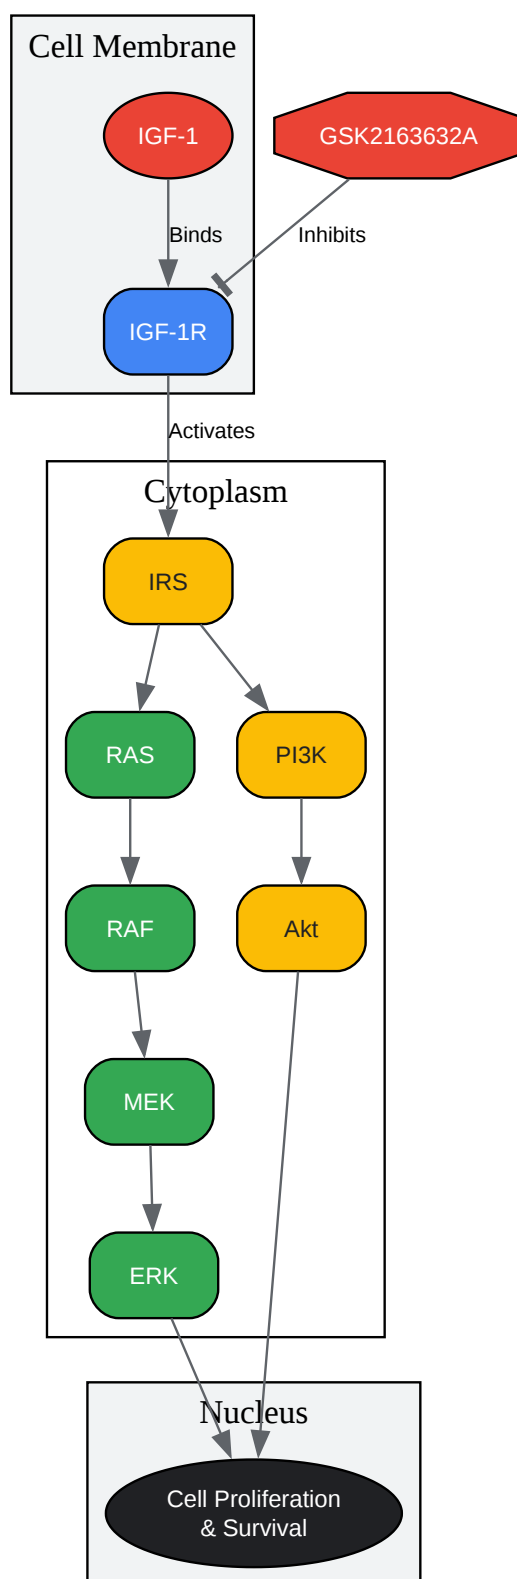 Cell Membrane
IGF-1
GSK2163632A
Binds
Inhibits
IGF-1R
Activates
Cytoplasm
IRS
RAS
PI3K
RAF
Akt
MEK
ERK
Nucleus
Cell Proliferation
& Survival